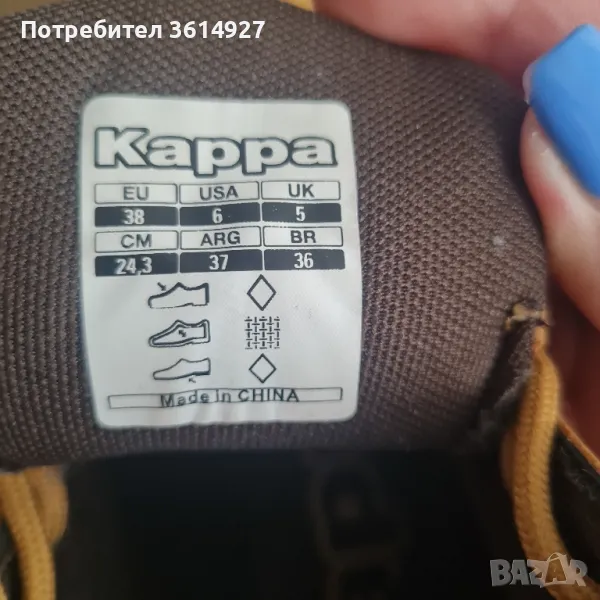 Потребител 3614927
Kappa
EU USA UK
38 6 5
CM ARG BR
24,3 37 36
Made in CHINA
BAZAR